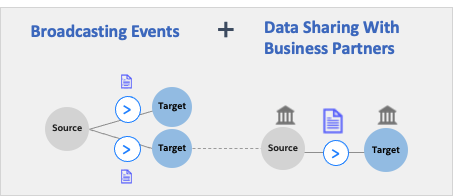 Broadcasting Events
+
Data Sharing With
Business Partners
Target
>
Source
>
Target
Source
>
Target